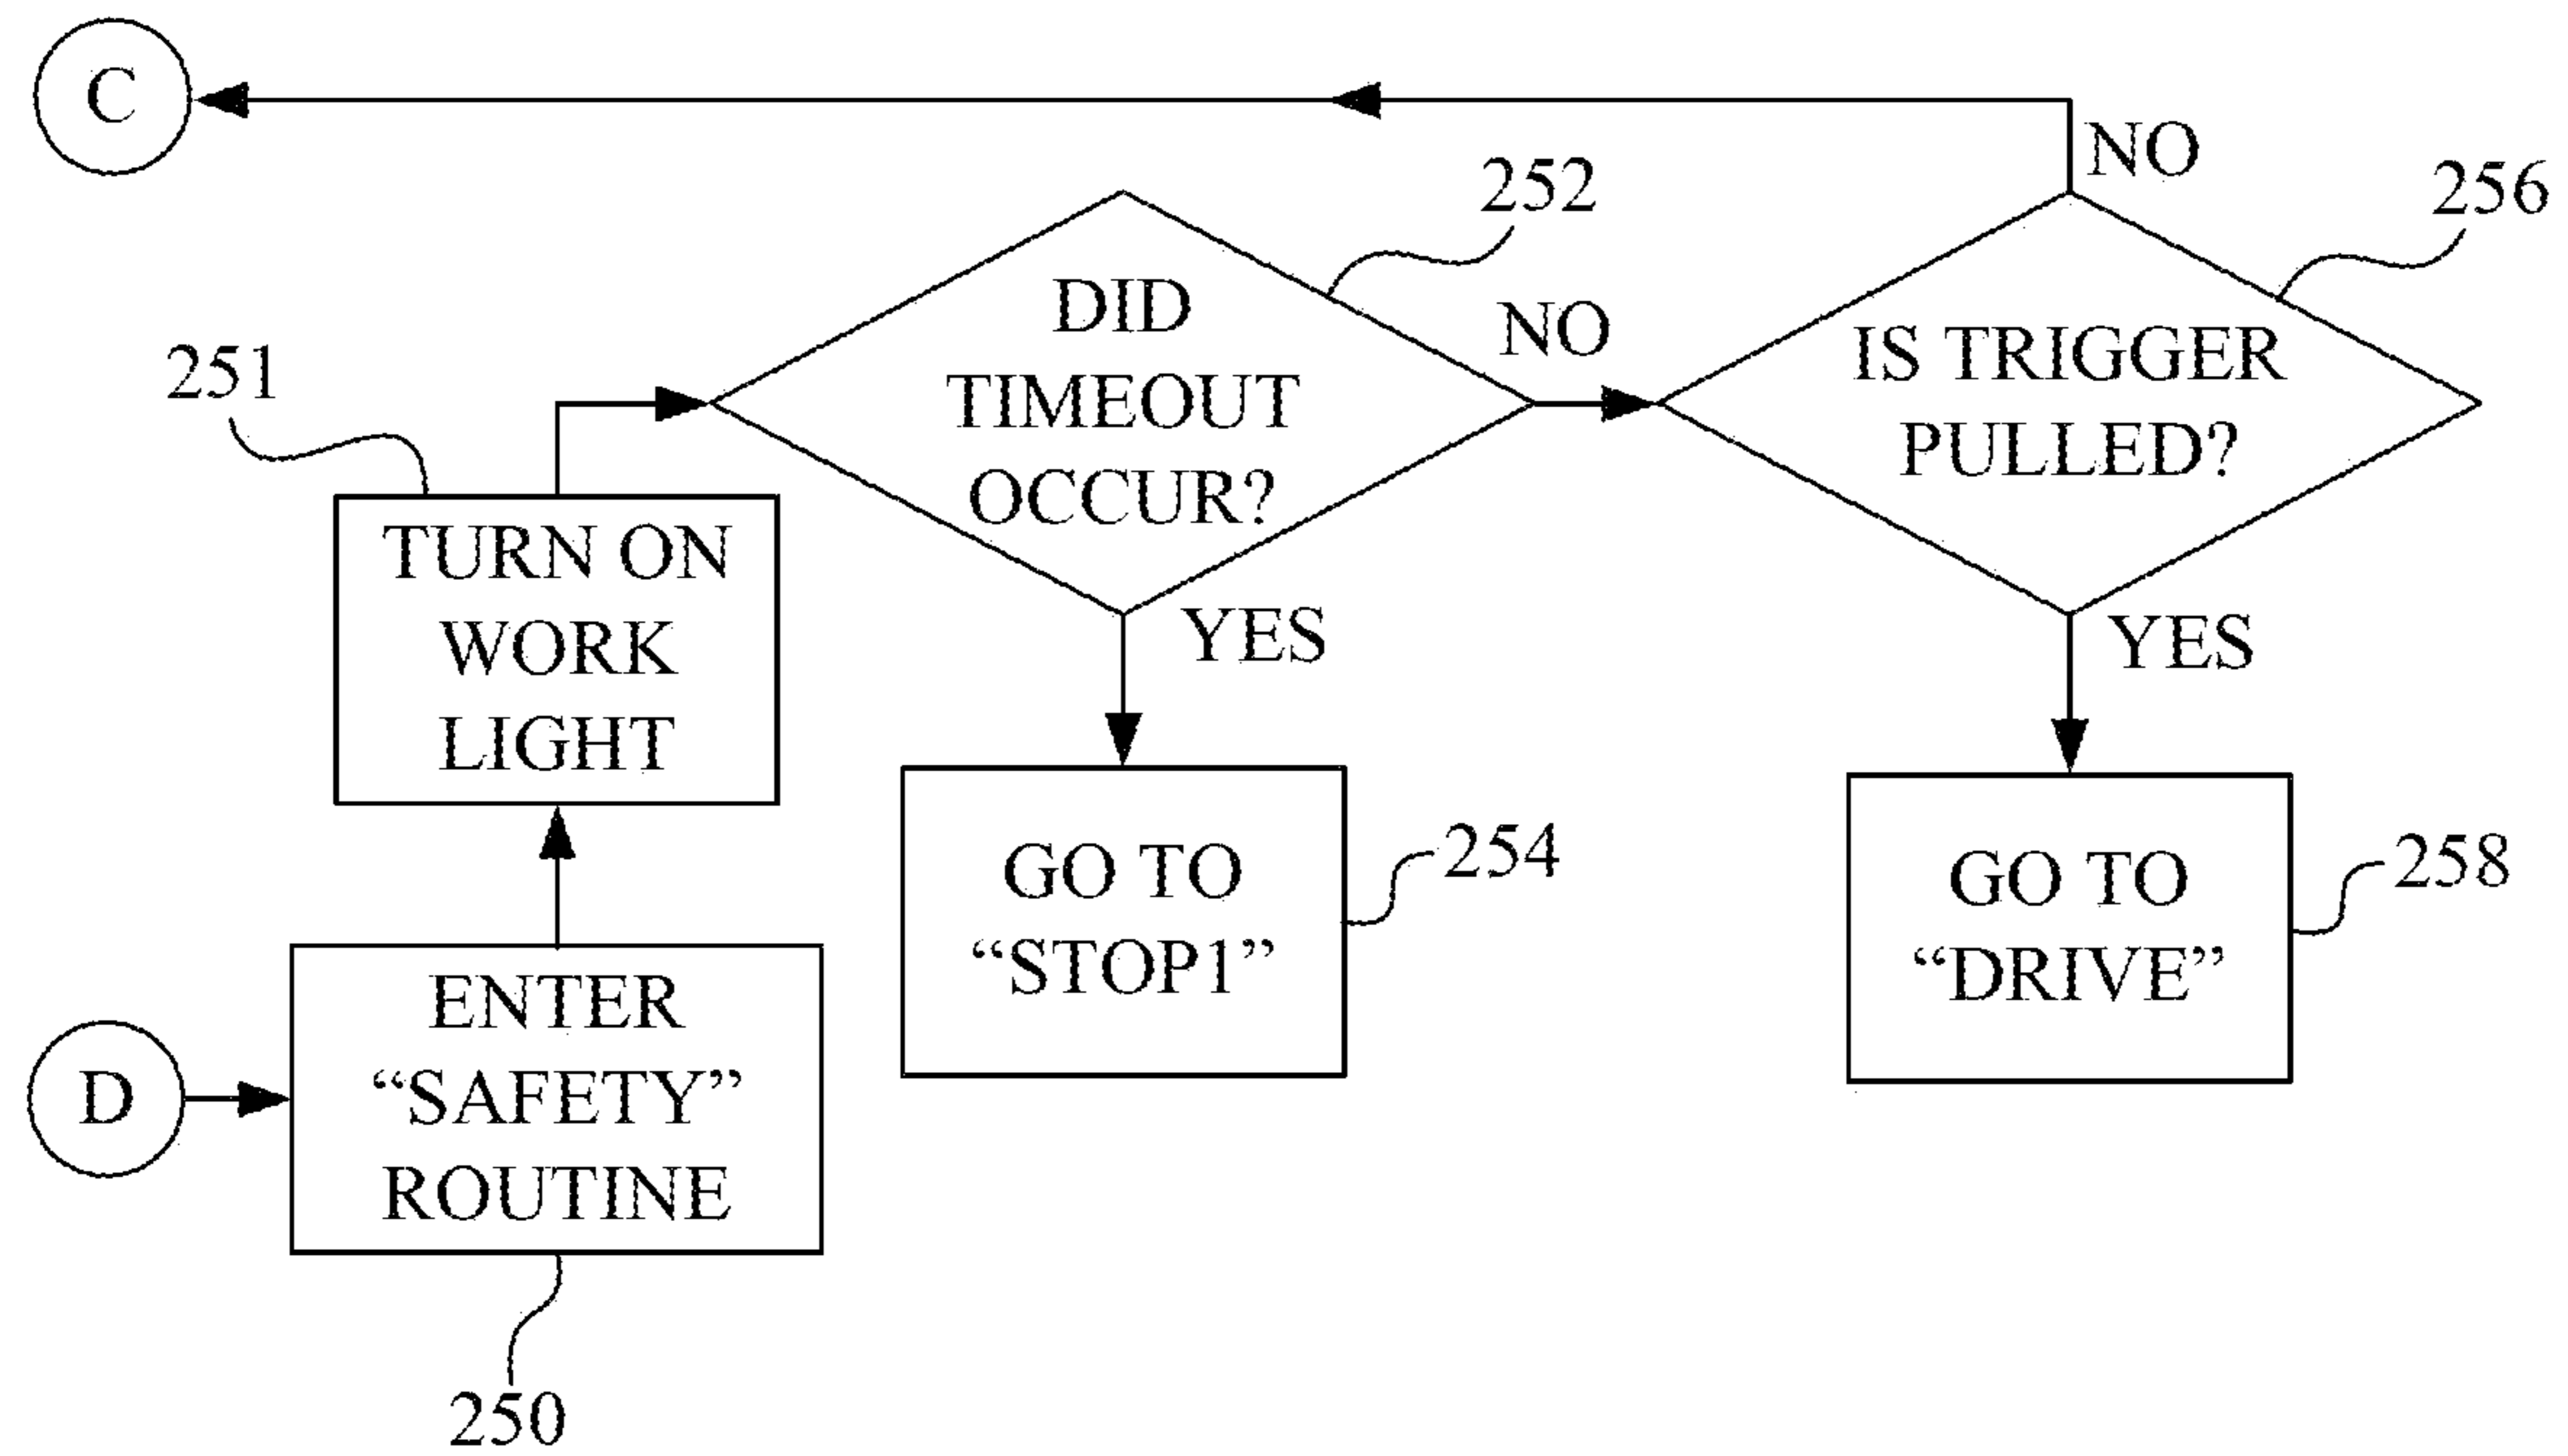 C
NO
252
256
DID
TIMEOUT
OCCUR?
NO
IS TRIGGER
PULLED?
251
TURN ON
WORK
LIGHT
YES
YES
GO TO
“STOP1”
254
GO TO
“DRIVE”
258
D
ENTER
“SAFETY”
ROUTINE
250